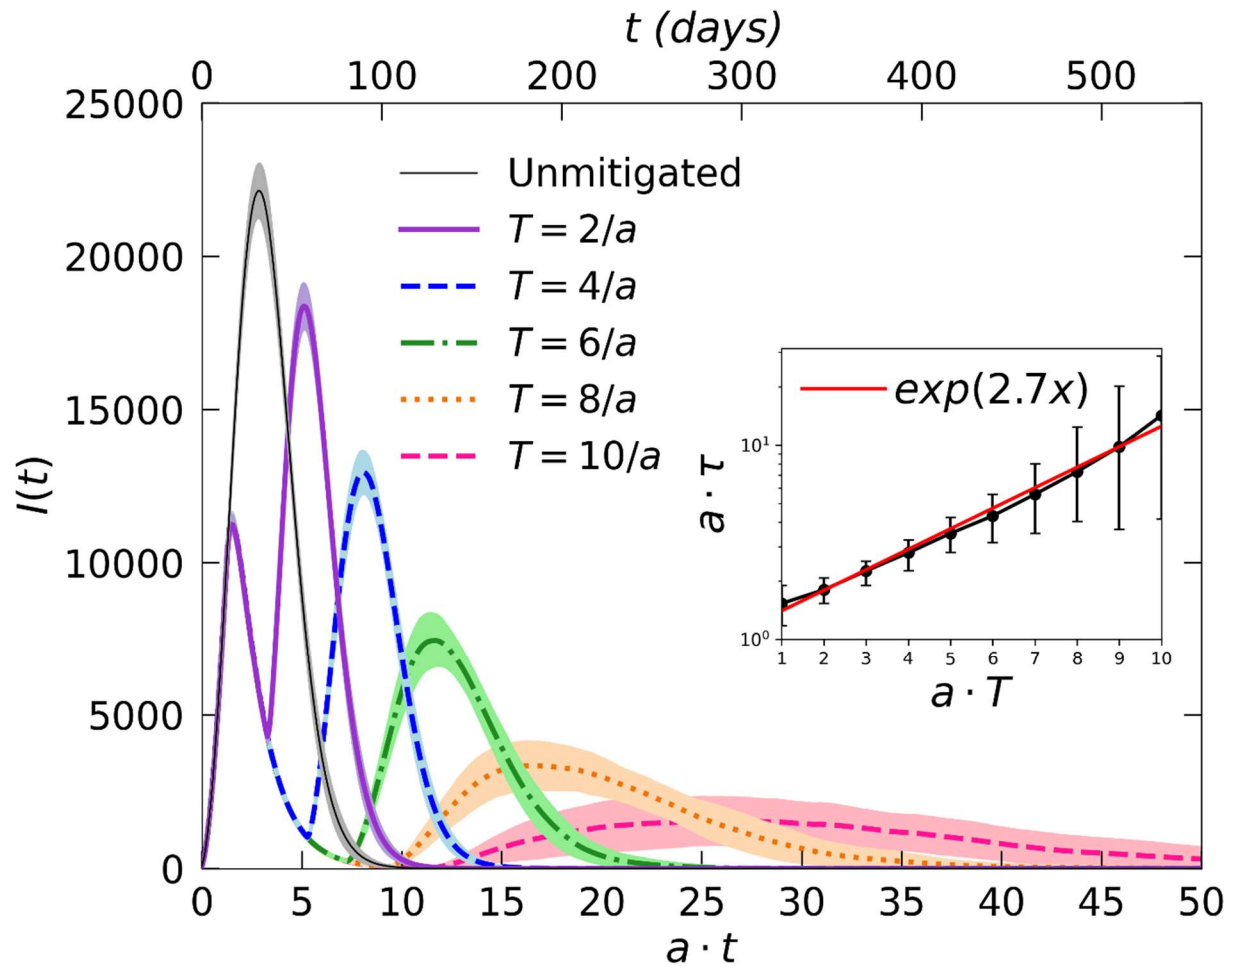 t (days)
0 100 200 300 400 500
25000
20000
15000
10000
5000
0
I(t)
Unmitigated
T = 2/a
T = 4/a
T = 6/a
T = 8/a
T = 10/a
exp(2.7x)
10¹
10⁰
a · τ
1 2 3 4 5 6 7 8 9 10
a · T
0 5 10 15 20 25 30 35 40 45 50
a · t